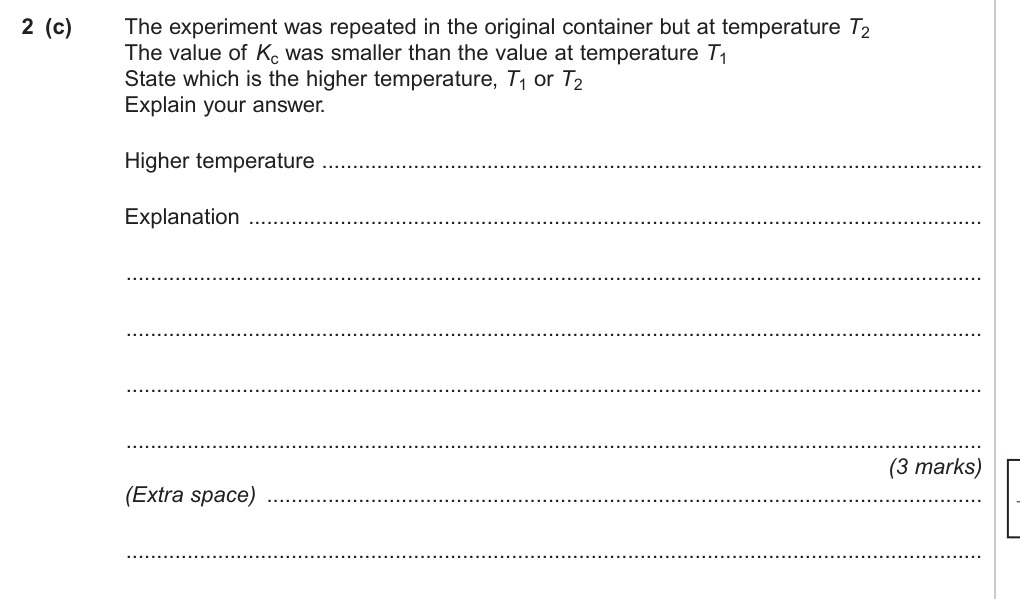 2 (c) The experiment was repeated in the original container but at temperature T₂
The value of Kc was smaller than the value at temperature T₁
State which is the higher temperature, T₁ or T₂
Explain your answer.
Higher temperature ..............................................................................................................
Explanation ..........................................................................................................................
..............................................................................................................................................
..............................................................................................................................................
..............................................................................................................................................
..............................................................................................................................................
(3 marks)
(Extra space) .......................................................................................................................
..............................................................................................................................................